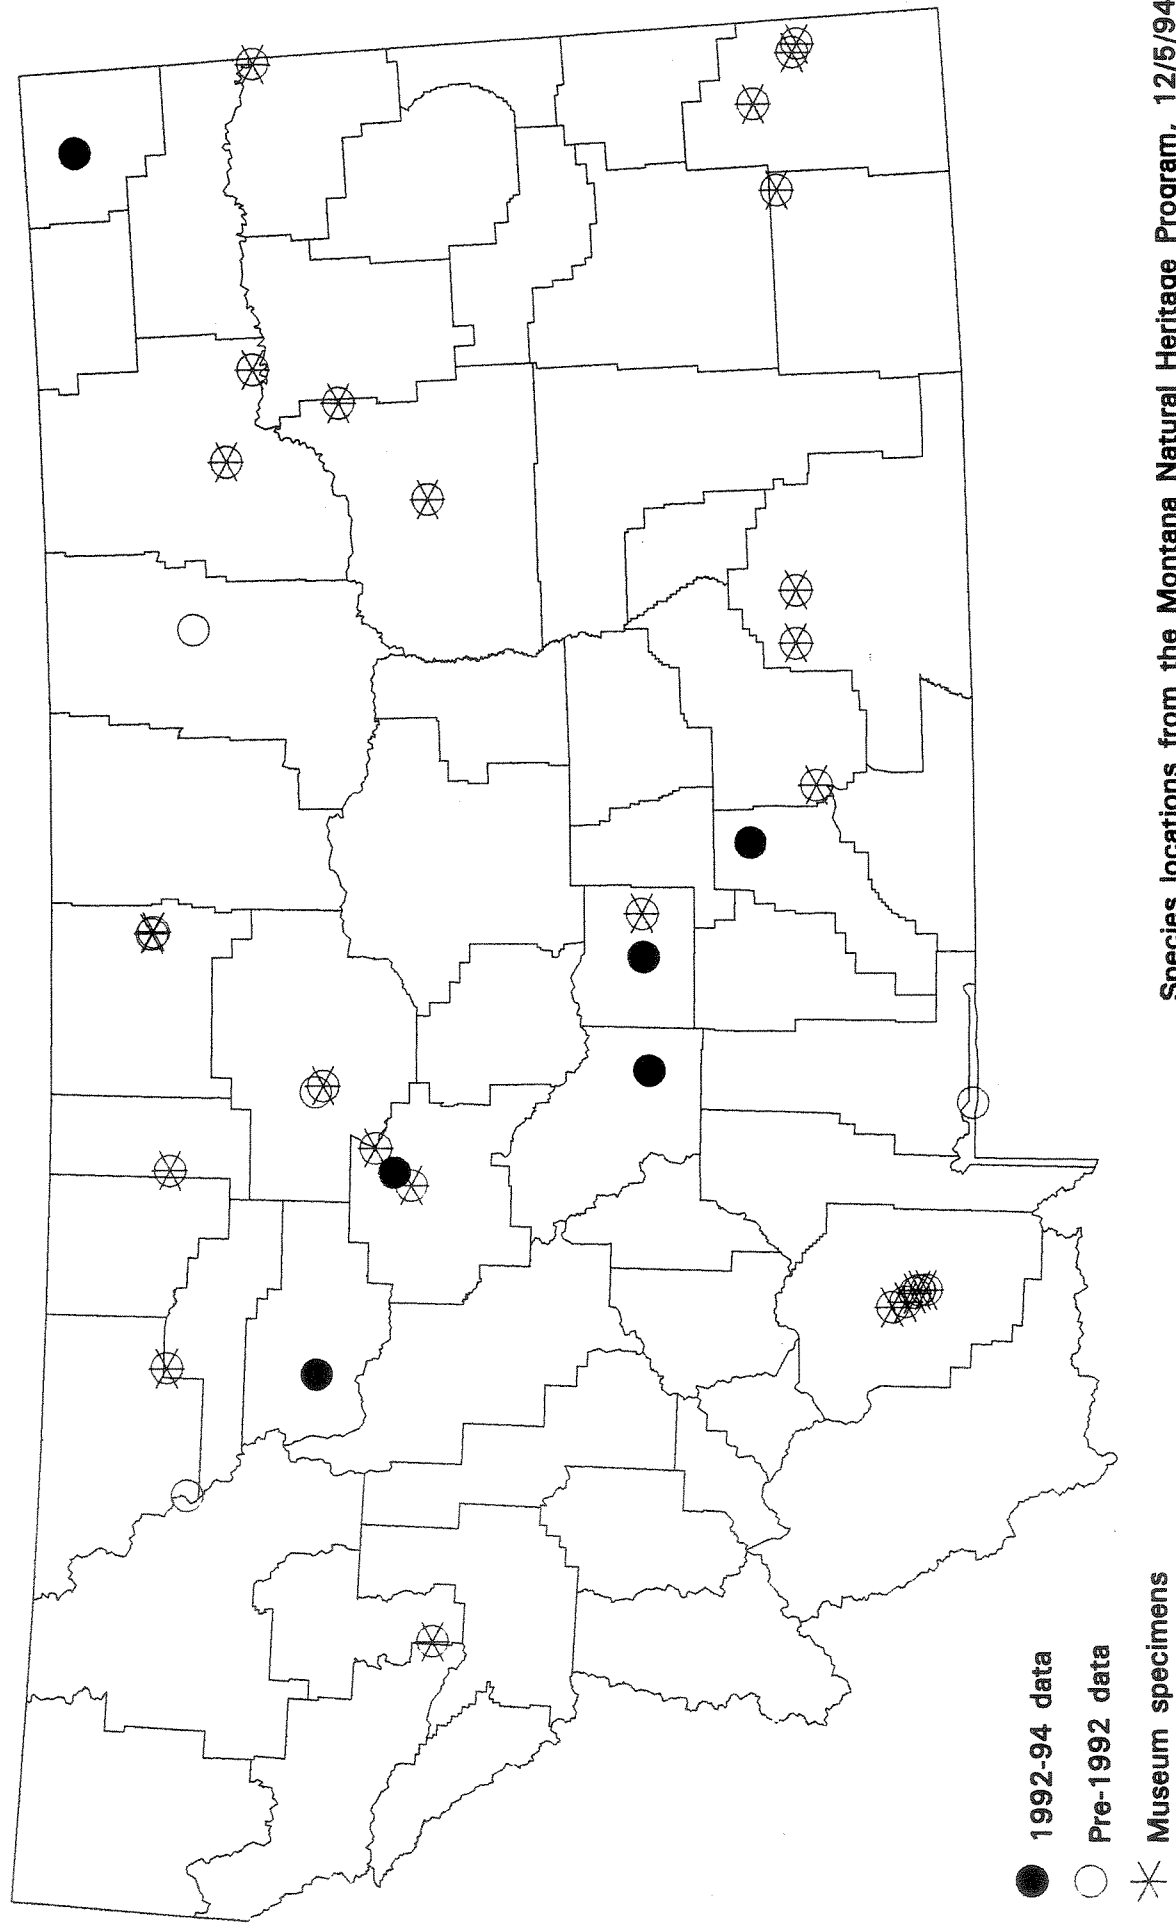 1992-94 data
Pre-1992 data
Museum specimens
Species locations from the Montana Natural Heritage Program, 12/5/94